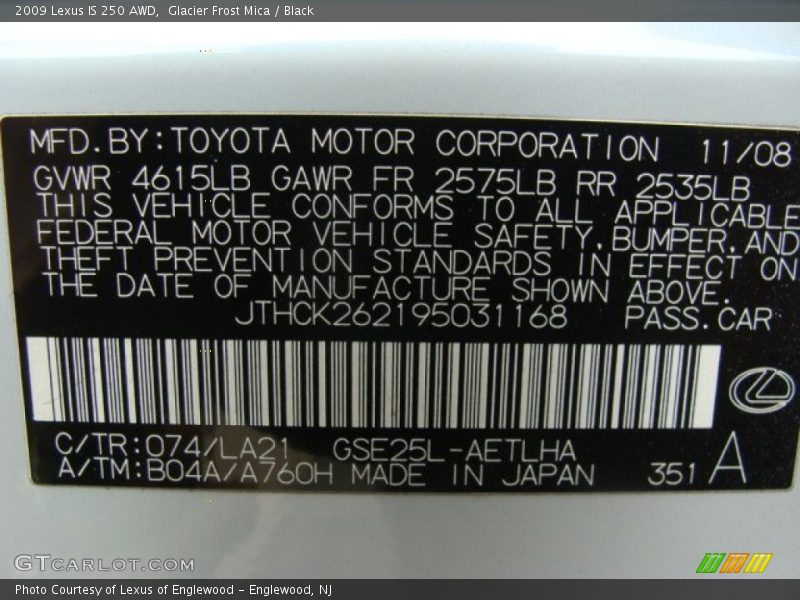 2009 Lexus IS 250 AWD,  Glacier Frost Mica / Black
MFD.BY:TOYOTA MOTOR CORPORATION 11/08
GVWR 4615LB GAWR FR 2575LB RR 2535LB
THIS VEHICLE CONFORMS TO ALL APPLICABLE
FEDERAL MOTOR VEHICLE SAFETY,BUMPER,AND
THEFT PREVENTION STANDARDS IN EFFECT ON
THE DATE OF MANUFACTURE SHOWN ABOVE.
JTHCK262195031168 PASS.CAR
C/TR:074/LA21 GSE25L-AETLHA
A/TM:B04A/A760H MADE IN JAPAN 351 A
GTCARLOT.COM
Photo Courtesy of Lexus of Englewood - Englewood, NJ